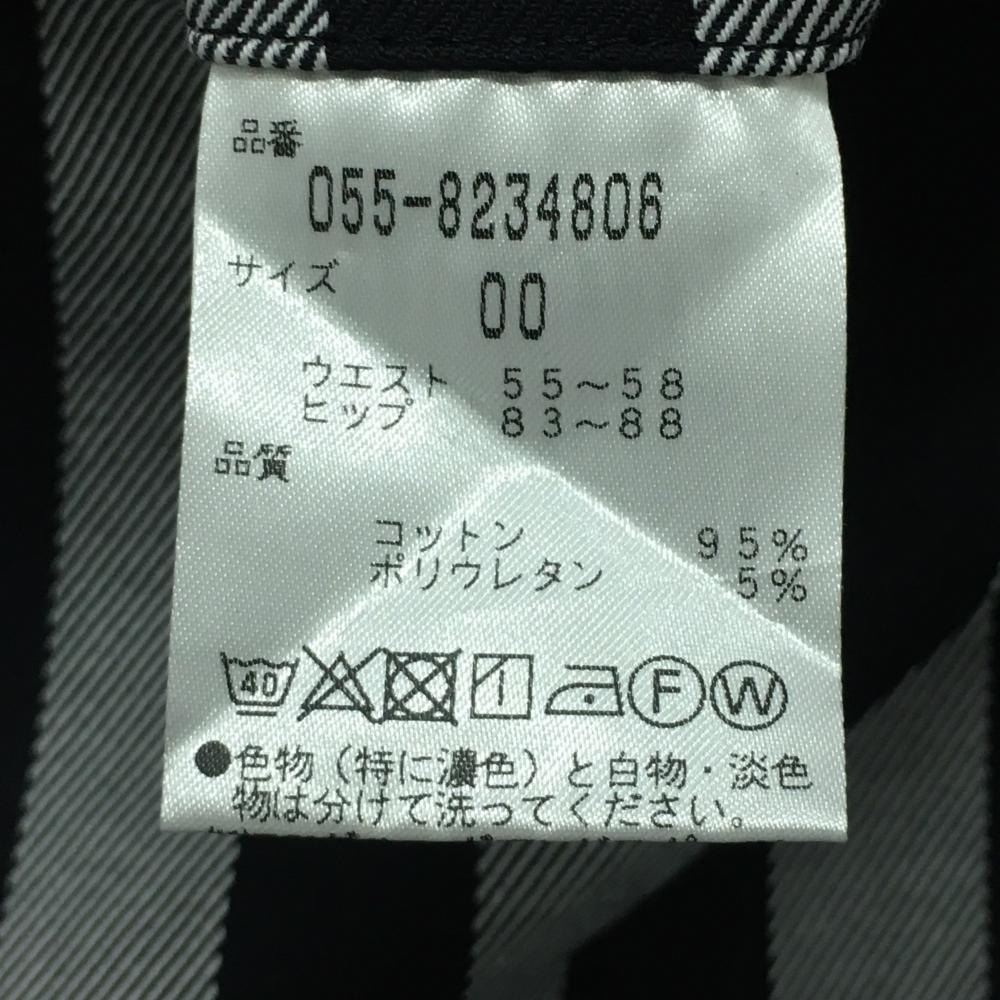 品番
055-8234806
サイズ
00
ウエスト 55〜58
ヒップ 83〜88
品質
コットン 95%
ポリウレタン 5%
40 F W
●色物（特に濃色）と白物・淡色
物は分けて洗ってください。